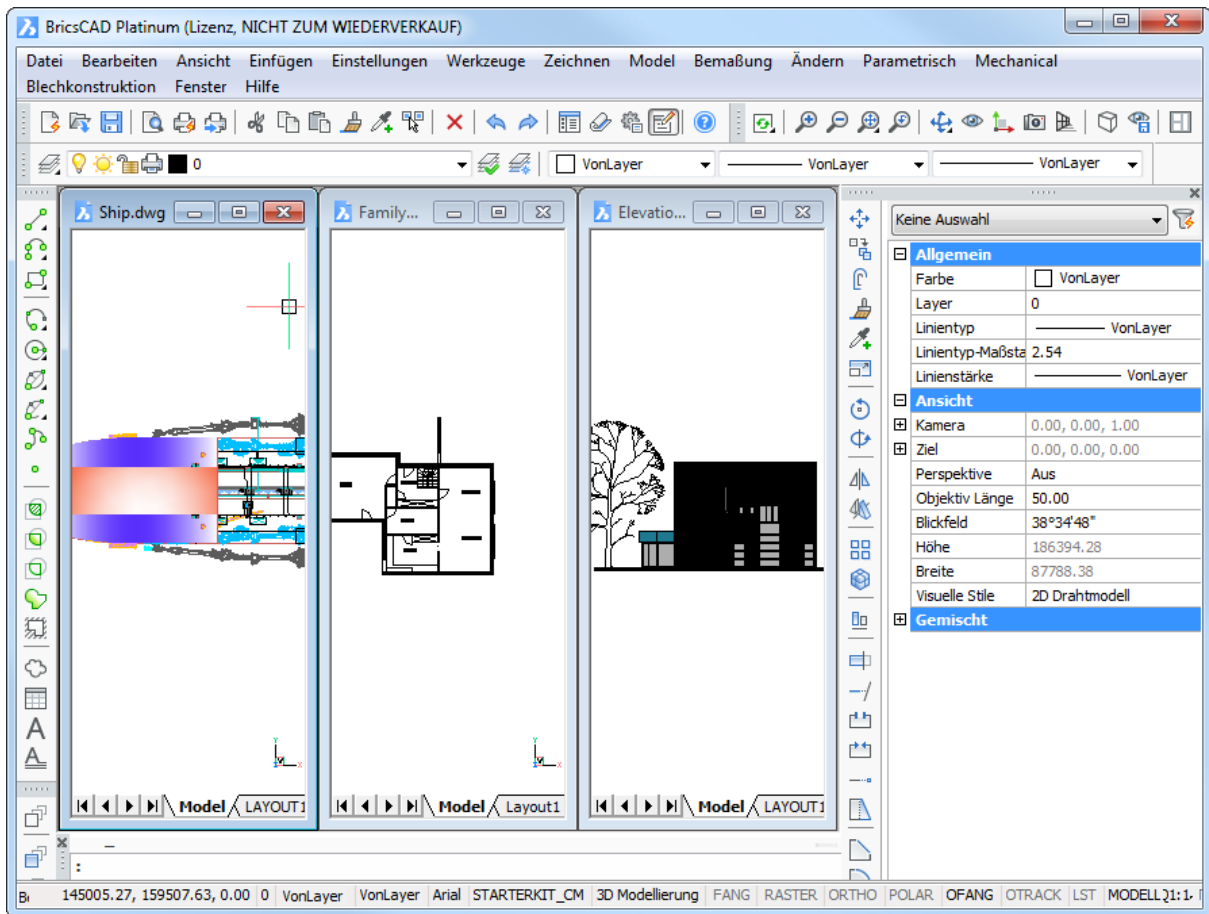 BricsCAD Platinum (Lizenz, NICHT ZUM WIEDERVERKAUF)
Datei Bearbeiten Ansicht Einfügen Einstellungen Werkzeuge Zeichnen Model Bemaßung Ändern Parametrisch Mechanical
Blechkonstruktion Fenster Hilfe
0 VonLayer VonLayer VonLayer
Ship.dwg Family... Elevatio...
Keine Auswahl
Allgemein
Farbe VonLayer
Layer 0
Linientyp VonLayer
Linientyp-Maßsta 2.54
Linienstärke VonLayer
Ansicht
Kamera 0.00, 0.00, 1.00
Ziel 0.00, 0.00, 0.00
Perspektive Aus
Objektiv Länge 50.00
Blickfeld 38°34'48"
Höhe 186394.28
Breite 87788.38
Visuelle Stile 2D Drahtmodell
Gemischt
Model LAYOUT1 Model Layout1 Model LAYOUT1
:
145005.27, 159507.63, 0.00 0 VonLayer VonLayer Arial STARTERKIT_CM 3D Modellierung FANG RASTER ORTHO POLAR OFANG OTRACK LST MODELL 1:1